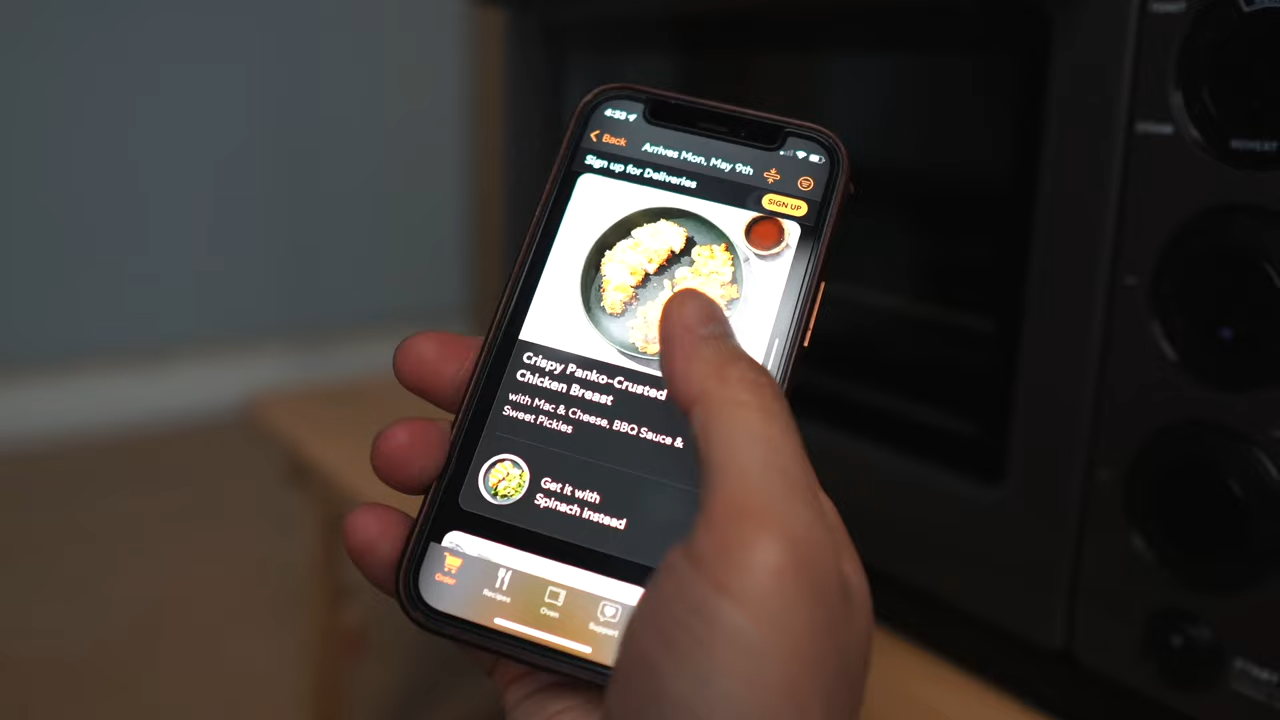 4:53
Back
Arrives Mon, May 9th
Sign up for Deliveries
SIGN UP
Crispy Panko-Crusted
Chicken Breast
with Mac & Cheese, BBQ Sauce &
Sweet Pickles
Get it with
Spinach instead
Order
Recipes
Oven
Support